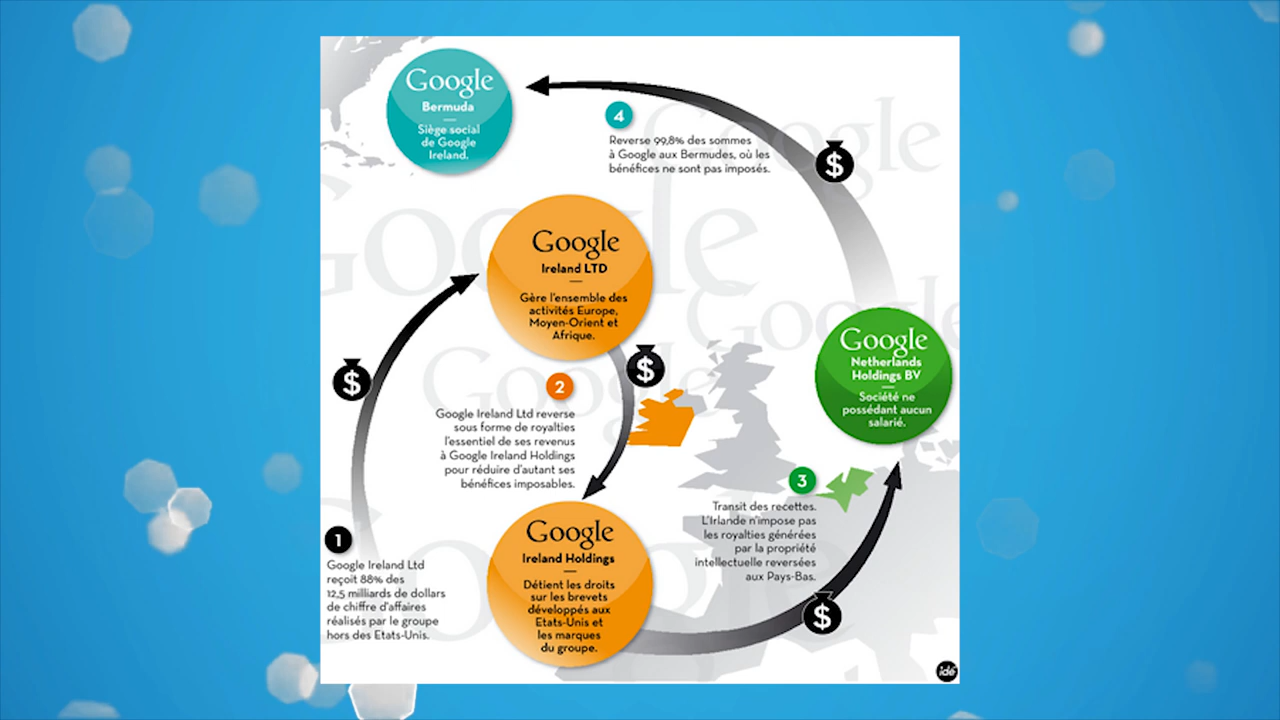 Google
Bermuda
Siège social
de Google
Ireland.
4
Reverse 99,8% des sommes
à Google aux Bermudes, où les
bénéfices ne sont pas imposés.
$
Google
Ireland LTD
Gère l'ensemble des
activités Europe,
Moyen-Orient et
Afrique.
$
$
2
Google Ireland Ltd reverse
sous forme de royalties
l'essentiel de ses revenus
à Google Ireland Holdings
pour réduire d'autant ses
bénéfices imposables.
Google
Netherlands
Holdings BV
Société ne
possédant aucun
salarié.
3
Transit des recettes.
L'Irlande n'impose pas
les royalties générées
par la propriété
intellectuelle reversées
aux Pays-Bas.
1
Google Ireland Ltd
reçoit 88% des
12,5 milliards de dollars
de chiffre d'affaires
réalisés par le groupe
hors des Etats-Unis.
Google
Ireland Holdings
Détient les droits
sur les brevets
développés aux
Etats-Unis et
les marques
du groupe.
$
idé
Google
Google
Google
Google
Google